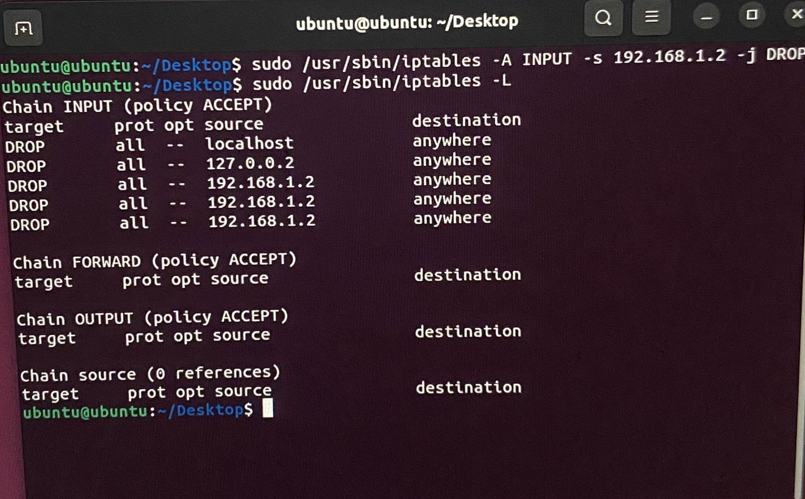 ubuntu@ubuntu: ~/Desktop
ubuntu@ubuntu:~/Desktop$ sudo /usr/sbin/iptables -A INPUT -s 192.168.1.2 -j DROP
ubuntu@ubuntu:~/Desktop$ sudo /usr/sbin/iptables -L
Chain INPUT (policy ACCEPT)
target     prot opt source               destination
DROP       all  --  localhost            anywhere
DROP       all  --  127.0.0.2            anywhere
DROP       all  --  192.168.1.2          anywhere
DROP       all  --  192.168.1.2          anywhere
DROP       all  --  192.168.1.2          anywhere
Chain FORWARD (policy ACCEPT)
target     prot opt source               destination
Chain OUTPUT (policy ACCEPT)
target     prot opt source               destination
Chain source (0 references)
target     prot opt source               destination
ubuntu@ubuntu:~/Desktop$